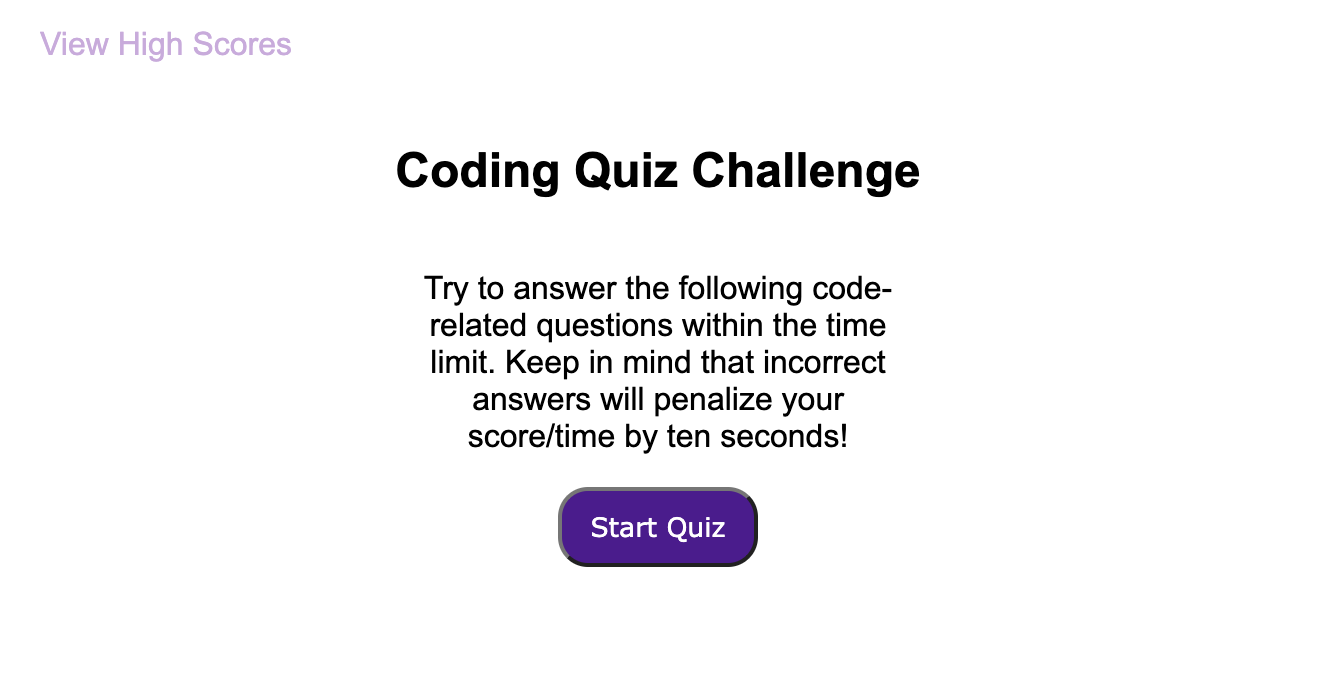 View High Scores
Coding Quiz Challenge
Try to answer the following code-
related questions within the time
limit. Keep in mind that incorrect
answers will penalize your
score/time by ten seconds!
Start Quiz